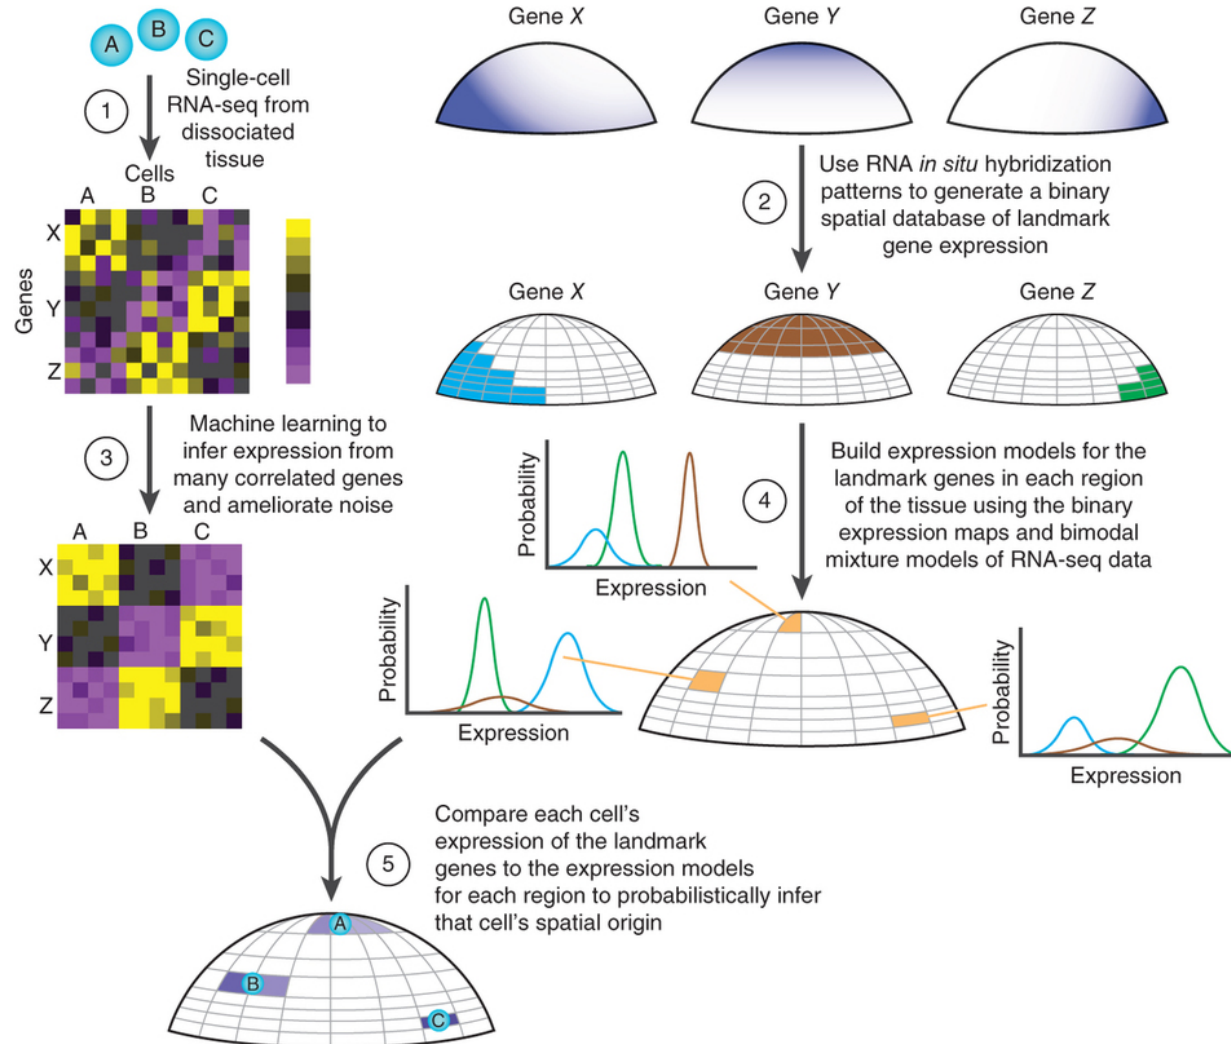 A
B
C
1
Single-cell
RNA-seq from
dissociated
tissue
Cells
A B C
Genes
X
Y
Z
3
Machine learning to
infer expression from
many correlated genes
and ameliorate noise
A B C
X
Y
Z
Gene X
Gene Y
Gene Z
2
Use RNA in situ hybridization
patterns to generate a binary
spatial database of landmark
gene expression
Gene X
Gene Y
Gene Z
4
Build expression models for the
landmark genes in each region
of the tissue using the binary
expression maps and bimodal
mixture models of RNA-seq data
Probability
Expression
Probability
Expression
Probability
Expression
5
Compare each cell's
expression of the landmark
genes to the expression models
for each region to probabilistically infer
that cell's spatial origin
A
B
C